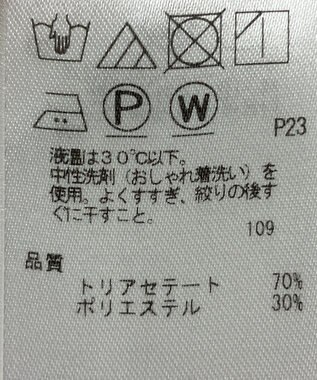 P W
P23
液温は30℃以下。
中性洗剤（おしゃれ着洗い）を
使用。よくすすぎ、絞りの後す
ぐに干すこと。
109
品質
トリアセテート 70%
ポリエステル 30%